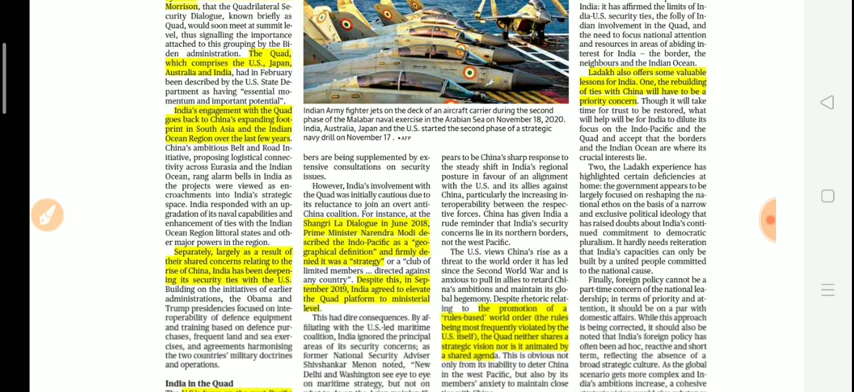 Morrison, that the Quadrilateral Se-
curity Dialogue, known briefly as
Quad, would soon meet at summit le-
vel, thus signalling the importance
attached to this grouping by the Bi-
den administration. The Quad,
which comprises the U.S., Japan,
Australia and India, had in February
been described by the U.S. State De-
partment as having “essential mo-
mentum and important potential”.
India’s engagement with the Quad
goes back to China’s expanding foot-
print in South Asia and the Indian
Ocean Region over the last few years.
China’s ambitious Belt and Road In-
itiative, proposing logistical connec-
tivity across Eurasia and the Indian
Ocean, rang alarm bells in India as
the projects were viewed as en-
croachments into India’s strategic
space. India responded with an up-
gradation of its naval capabilities and
enhancement of ties with the Indian
Ocean littoral states and oth-
er major powers in the region.
Separately, largely as a result of
their shared concerns relating to the
rise of China, India has been deepen-
ing its security ties with the U.S.
Building on the initiatives of earlier
administrations, the Obama and
Trump presidencies focused on inte-
roperability of defence equipment
and training based on defence pur-
chases, frequent land and sea exer-
cises, and agreements harmonising
the two countries’ military doctrines
and operations.
India in the Quad
Indian Army fighter jets on the deck of an aircraft carrier during the second
phase of the Malabar naval exercise in the Arabian Sea on November 18, 2020.
India, Australia, Japan and the U.S. started the second phase of a strategic
navy drill on November 17. •AFP
bers are being supplemented by ex-
tensive consultations on security
issues.
However, India’s involvement with
the Quad was initially cautious due to
its reluctance to join an overt anti-
China coalition. For instance, at the
Shangri La Dialogue in June 2018,
Prime Minister Narendra Modi de-
scribed the Indo-Pacific as a “geo-
graphical definition” and firmly de-
nied it was a “strategy” or a “club of
limited members ... directed against
any country”. Despite this, in Sep-
tember 2019, India agreed to elevate
the Quad platform to ministerial
level.
This had dire consequences. By af-
filiating with the U.S.-led maritime
coalition, India ignored the principal
areas of its security concerns; as
former National Security Adviser
Shivshankar Menon noted, “New
Delhi and Washington see eye to eye
on maritime strategy, but not on
pears to be China’s sharp response to
the steady shift in India’s regional
posture in favour of an alignment
with the U.S. and its allies against
China, particularly the increasing in-
teroperability between the respec-
tive forces. China has given India a
rude reminder that India’s security
concerns lie in its northern borders,
not the west Pacific.
The U.S. views China’s rise as a
threat to the world order it has led
since the Second World War and is
anxious to pull in allies to retard Chi-
na’s ambitions and maintain its glo-
bal hegemony. Despite rhetoric relat-
ing to the promotion of a
‘rules-based’ world order (the rules
being most frequently violated by the
U.S. itself), the Quad neither shares a
strategic vision nor is it animated by
a shared agenda. This is obvious not
only from its inability to deter China
in the west Pacific, but also by its
members’ anxiety to maintain close
India: it has affirmed the limits of In-
dia-U.S. security ties, the folly of In-
dian involvement in the Quad, and
the need to focus national attention
and resources in areas of abiding in-
terest for India – the border, the
neighbours and the Indian Ocean.
Ladakh also offers some valuable
lessons for India. One, the rebuilding
of ties with China will have to be a
priority concern. Though it will take
time for trust to be restored, what
will help will be for India to dilute its
focus on the Indo-Pacific and the
Quad and accept that the borders
and the Indian Ocean are where its
crucial interests lie.
Two, the Ladakh experience has
highlighted certain deficiencies at
home: the government appears to be
largely focused on reshaping the na-
tional ethos on the basis of a narrow
and exclusive political ideology that
has raised doubts about India’s conti-
nued commitment to democratic
pluralism. It hardly needs reiteration
that India’s capacities can only be
built by a united people committed
to the national cause.
Finally, foreign policy cannot be a
part-time concern of the national lea-
dership; in terms of priority and at-
tention, it should be on a par with
domestic affairs. While this approach
is being corrected, it should also be
noted that India’s foreign policy has
often been ad hoc, reactive and short-
term, reflecting the absence of a
broad strategic culture. As the global
scenario gets more complex and In-
dia’s ambitions increase, a cohesive